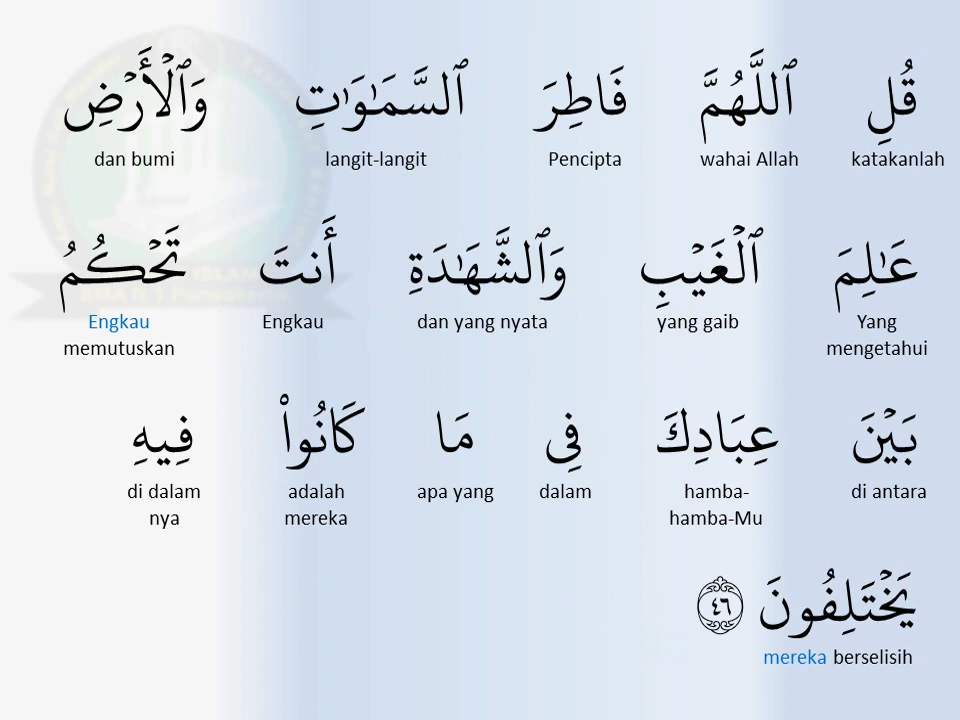 قُلِ ٱللَّهُمَّ فَاطِرَ ٱلسَّمَـٰوَٰتِ وَٱلْأَرْضِ
katakanlah wahai Allah Pencipta langit-langit dan bumi
عَـٰلِمَ ٱلْغَيْبِ وَٱلشَّهَـٰدَةِ أَنتَ تَحْكُمُ
Yang mengetahui yang gaib dan yang nyata Engkau Engkau memutuskan
بَيْنَ عِبَادِكَ فِى مَا كَانُوا۟ فِيهِ
di antara hamba-hamba-Mu dalam apa yang adalah mereka di dalam nya
يَخْتَلِفُونَ ٤٦
mereka berselisih